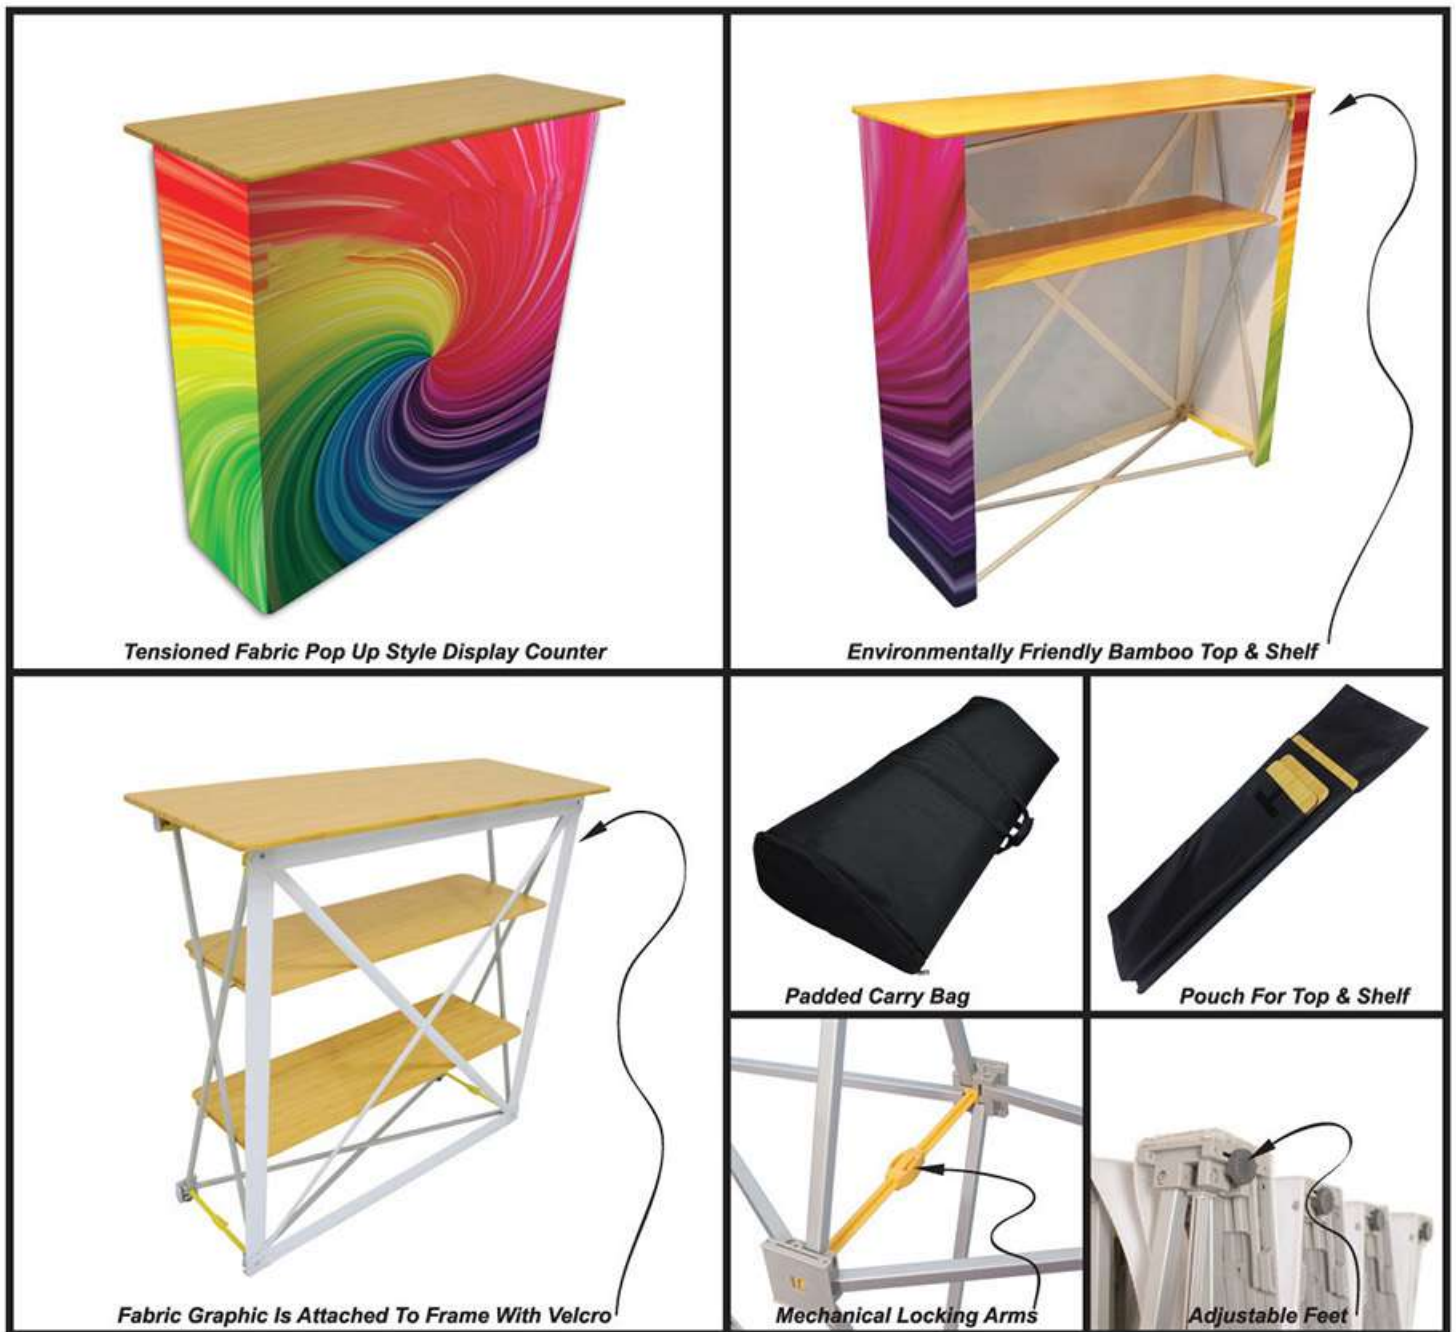 Tensioned Fabric Pop Up Style Display Counter
Environmentally Friendly Bamboo Top & Shelf
Fabric Graphic Is Attached To Frame With Velcro
Padded Carry Bag
Pouch For Top & Shelf
Mechanical Locking Arms
Adjustable Feet